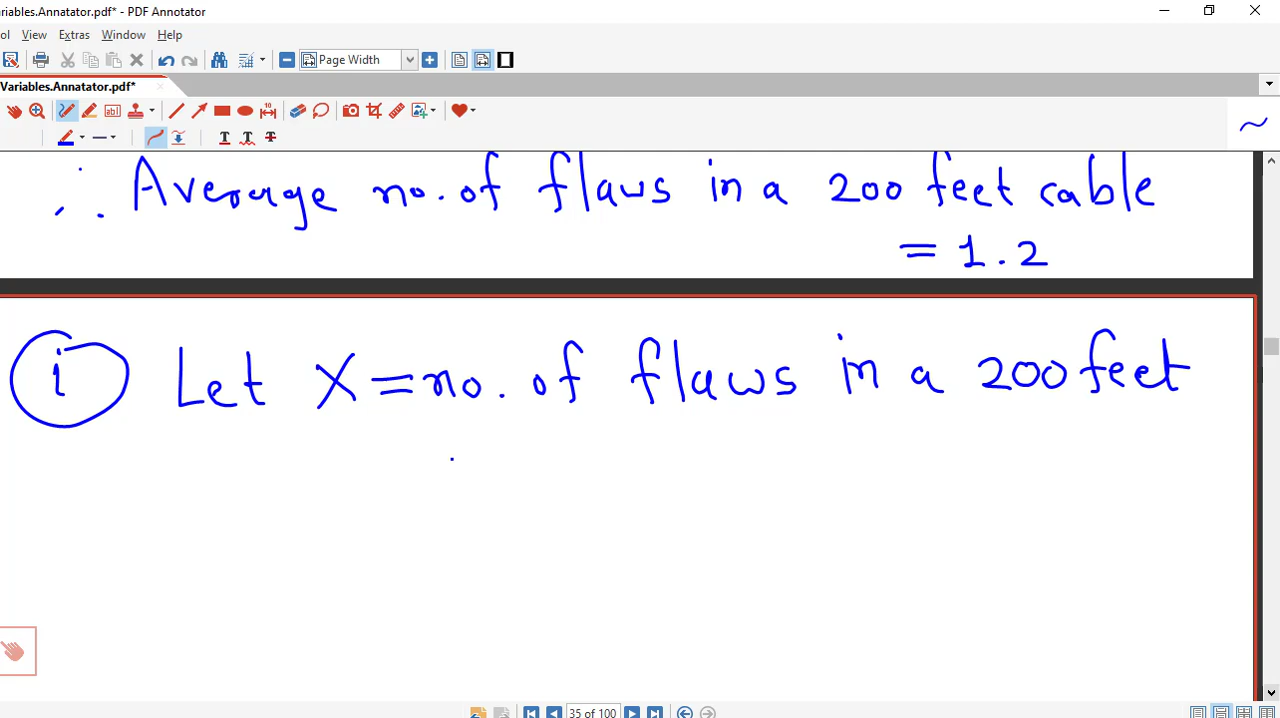 ariables.Annatator.pdf* - PDF Annotator
ol View Extras Window Help
Page Width
Variables.Annatator.pdf*
∴ Average no. of flaws in a 200 feet cable
= 1.2
i Let X = no. of flaws in a 200 feet
35 of 100